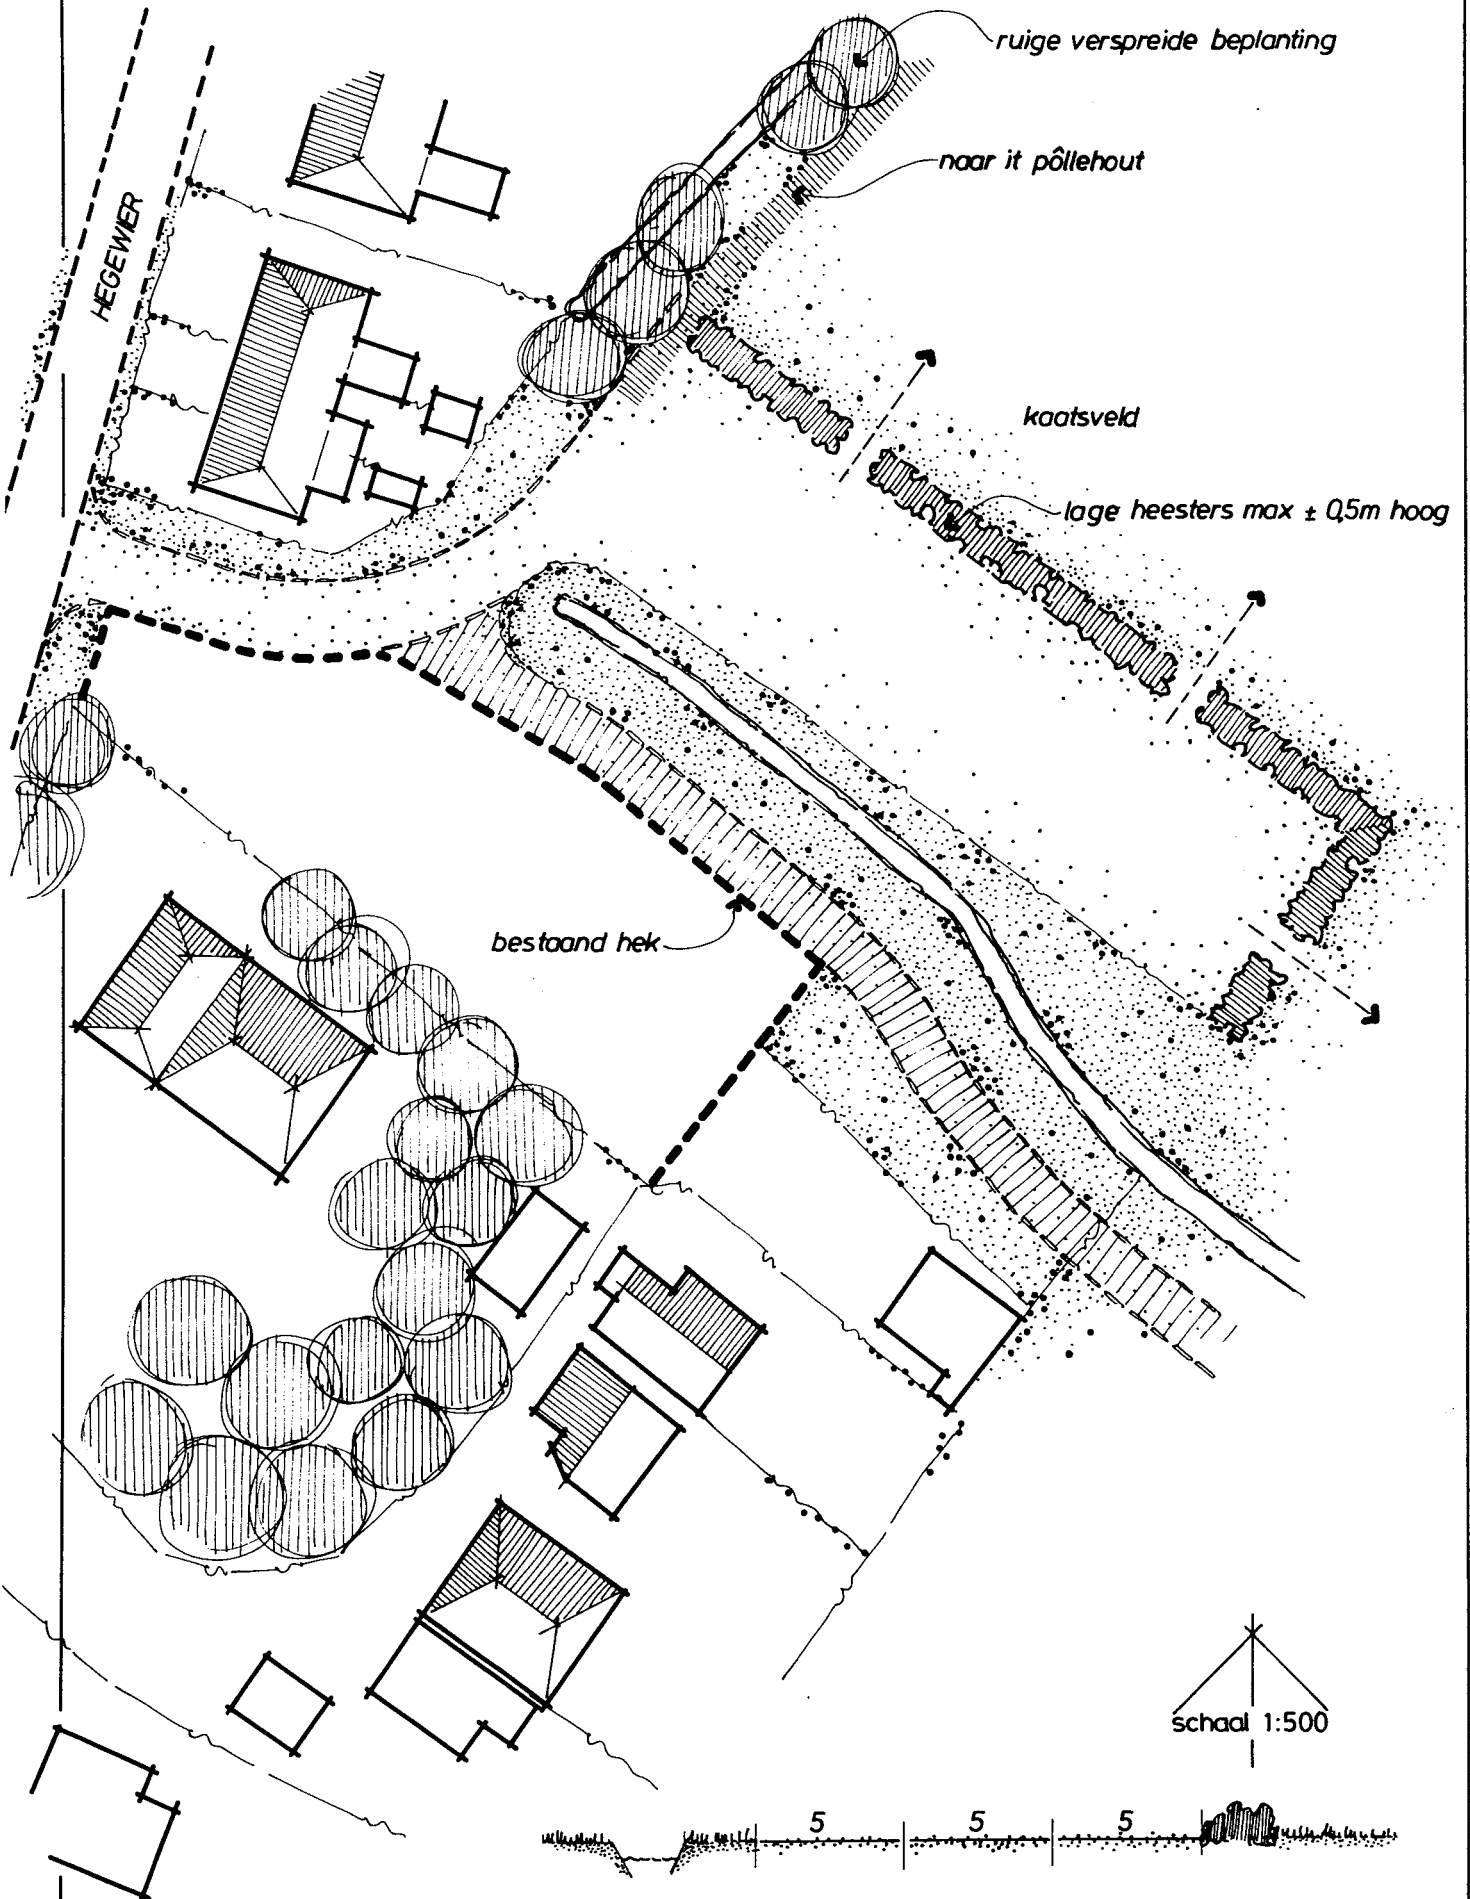 ruige verspreide beplanting
naar it pôllehout
HEGEWIER
kaatsveld
lage heesters max ± 0,5m hoog
bestaand hek
schaal 1:500
5 5 5